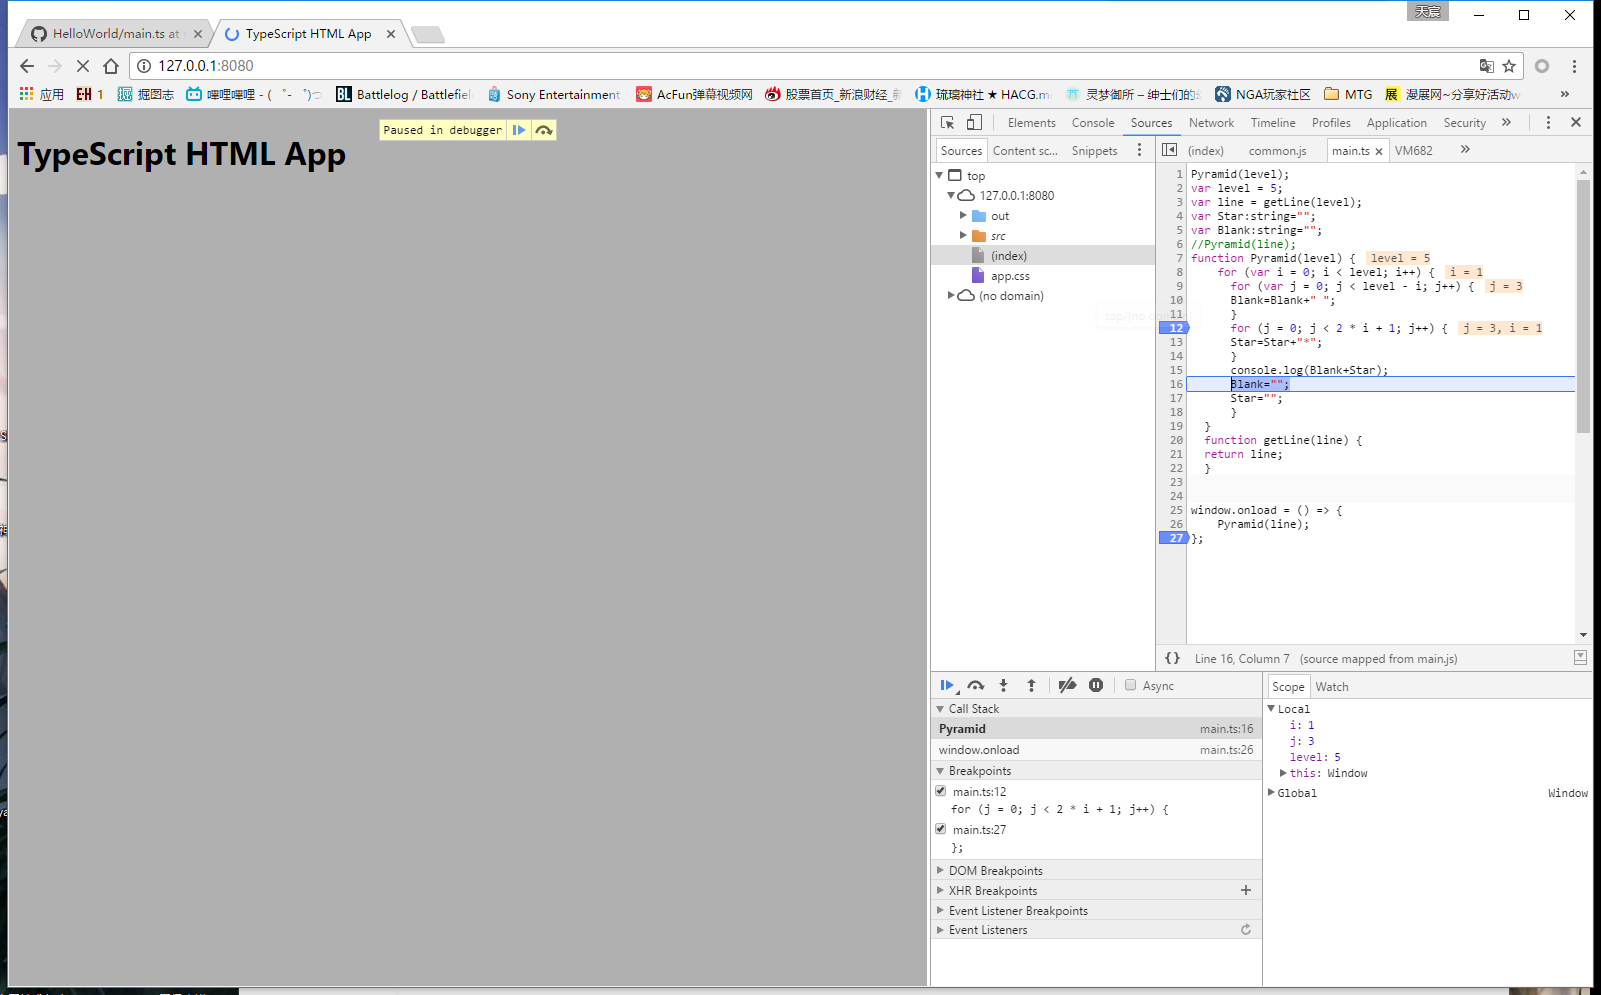 天宸
HelloWorld/main.ts at
TypeScript HTML App
127.0.0.1:8080
应用
1
掘图志
哔哩哔哩 - ( ゜- ゜)つ
BL Battlelog / Battlefiel
Sony Entertainment
AcFun弹幕视频网
股票首页_新浪财经_新
琉璃神社 ★ HACG.m
灵梦御所 – 绅士们的
NGA玩家社区
MTG
展 漫展网~分享好活动w
»
TypeScript HTML App
Paused in debugger
Elements Console Sources Network Timeline Profiles Application Security »
Sources Content sc... Snippets
(index) common.js main.ts VM682 »
top
127.0.0.1:8080
out
src
(index)
app.css
(no domain)
top/(no domain)
1 Pyramid(level);
2 var level = 5;
3 var line = getLine(level);
4 var Star:string="";
5 var Blank:string="";
6 //Pyramid(line);
7 function Pyramid(level) { level = 5
8 for (var i = 0; i < level; i++) { i = 1
9 for (var j = 0; j < level - i; j++) { j = 3
10 Blank=Blank+" ";
11 }
12 for (j = 0; j < 2 * i + 1; j++) { j = 3, i = 1
13 Star=Star+"*";
14 }
15 console.log(Blank+Star);
16 Blank="";
17 Star="";
18 }
19 }
20 function getLine(line) {
21 return line;
22 }
23
24
25 window.onload = () => {
26 Pyramid(line);
27 };
{} Line 16, Column 7 (source mapped from main.js)
Async
Call Stack
Pyramid main.ts:16
window.onload main.ts:26
Breakpoints
main.ts:12
for (j = 0; j < 2 * i + 1; j++) {
main.ts:27
};
DOM Breakpoints
XHR Breakpoints
Event Listener Breakpoints
Event Listeners
Scope Watch
Local
i: 1
j: 3
level: 5
this: Window
Global Window